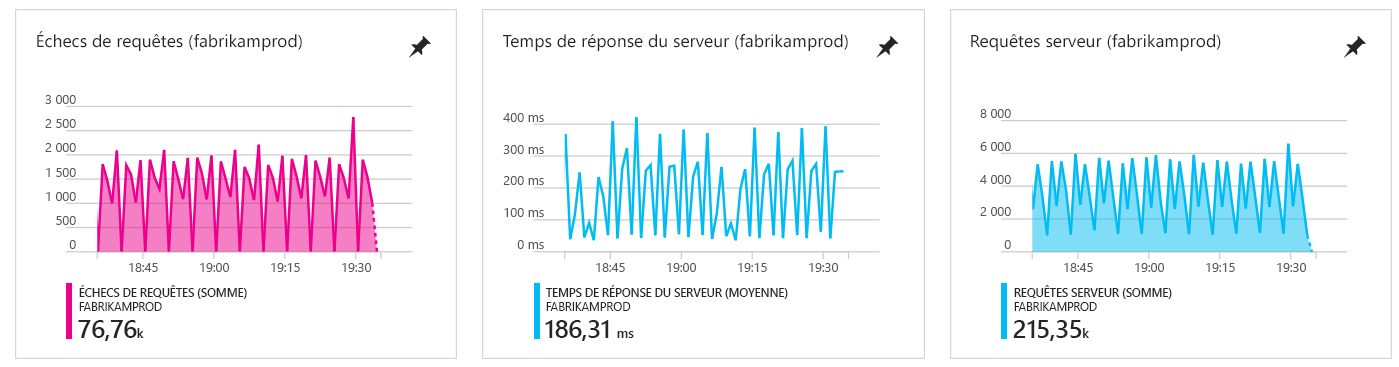 Échecs de requêtes (fabrikamprod)
3 000
2 500
2 000
1 500
1 000
500
0
18:45 19:00 19:15 19:30
ÉCHECS DE REQUÊTES (SOMME)
FABRIKAMPROD
76,76k
Temps de réponse du serveur (fabrikamprod)
400 ms
300 ms
200 ms
100 ms
0 ms
18:45 19:00 19:15 19:30
TEMPS DE RÉPONSE DU SERVEUR (MOYENNE)
FABRIKAMPROD
186,31 ms
Requêtes serveur (fabrikamprod)
8 000
6 000
4 000
2 000
0
18:45 19:00 19:15 19:30
REQUÊTES SERVEUR (SOMME)
FABRIKAMPROD
215,35k